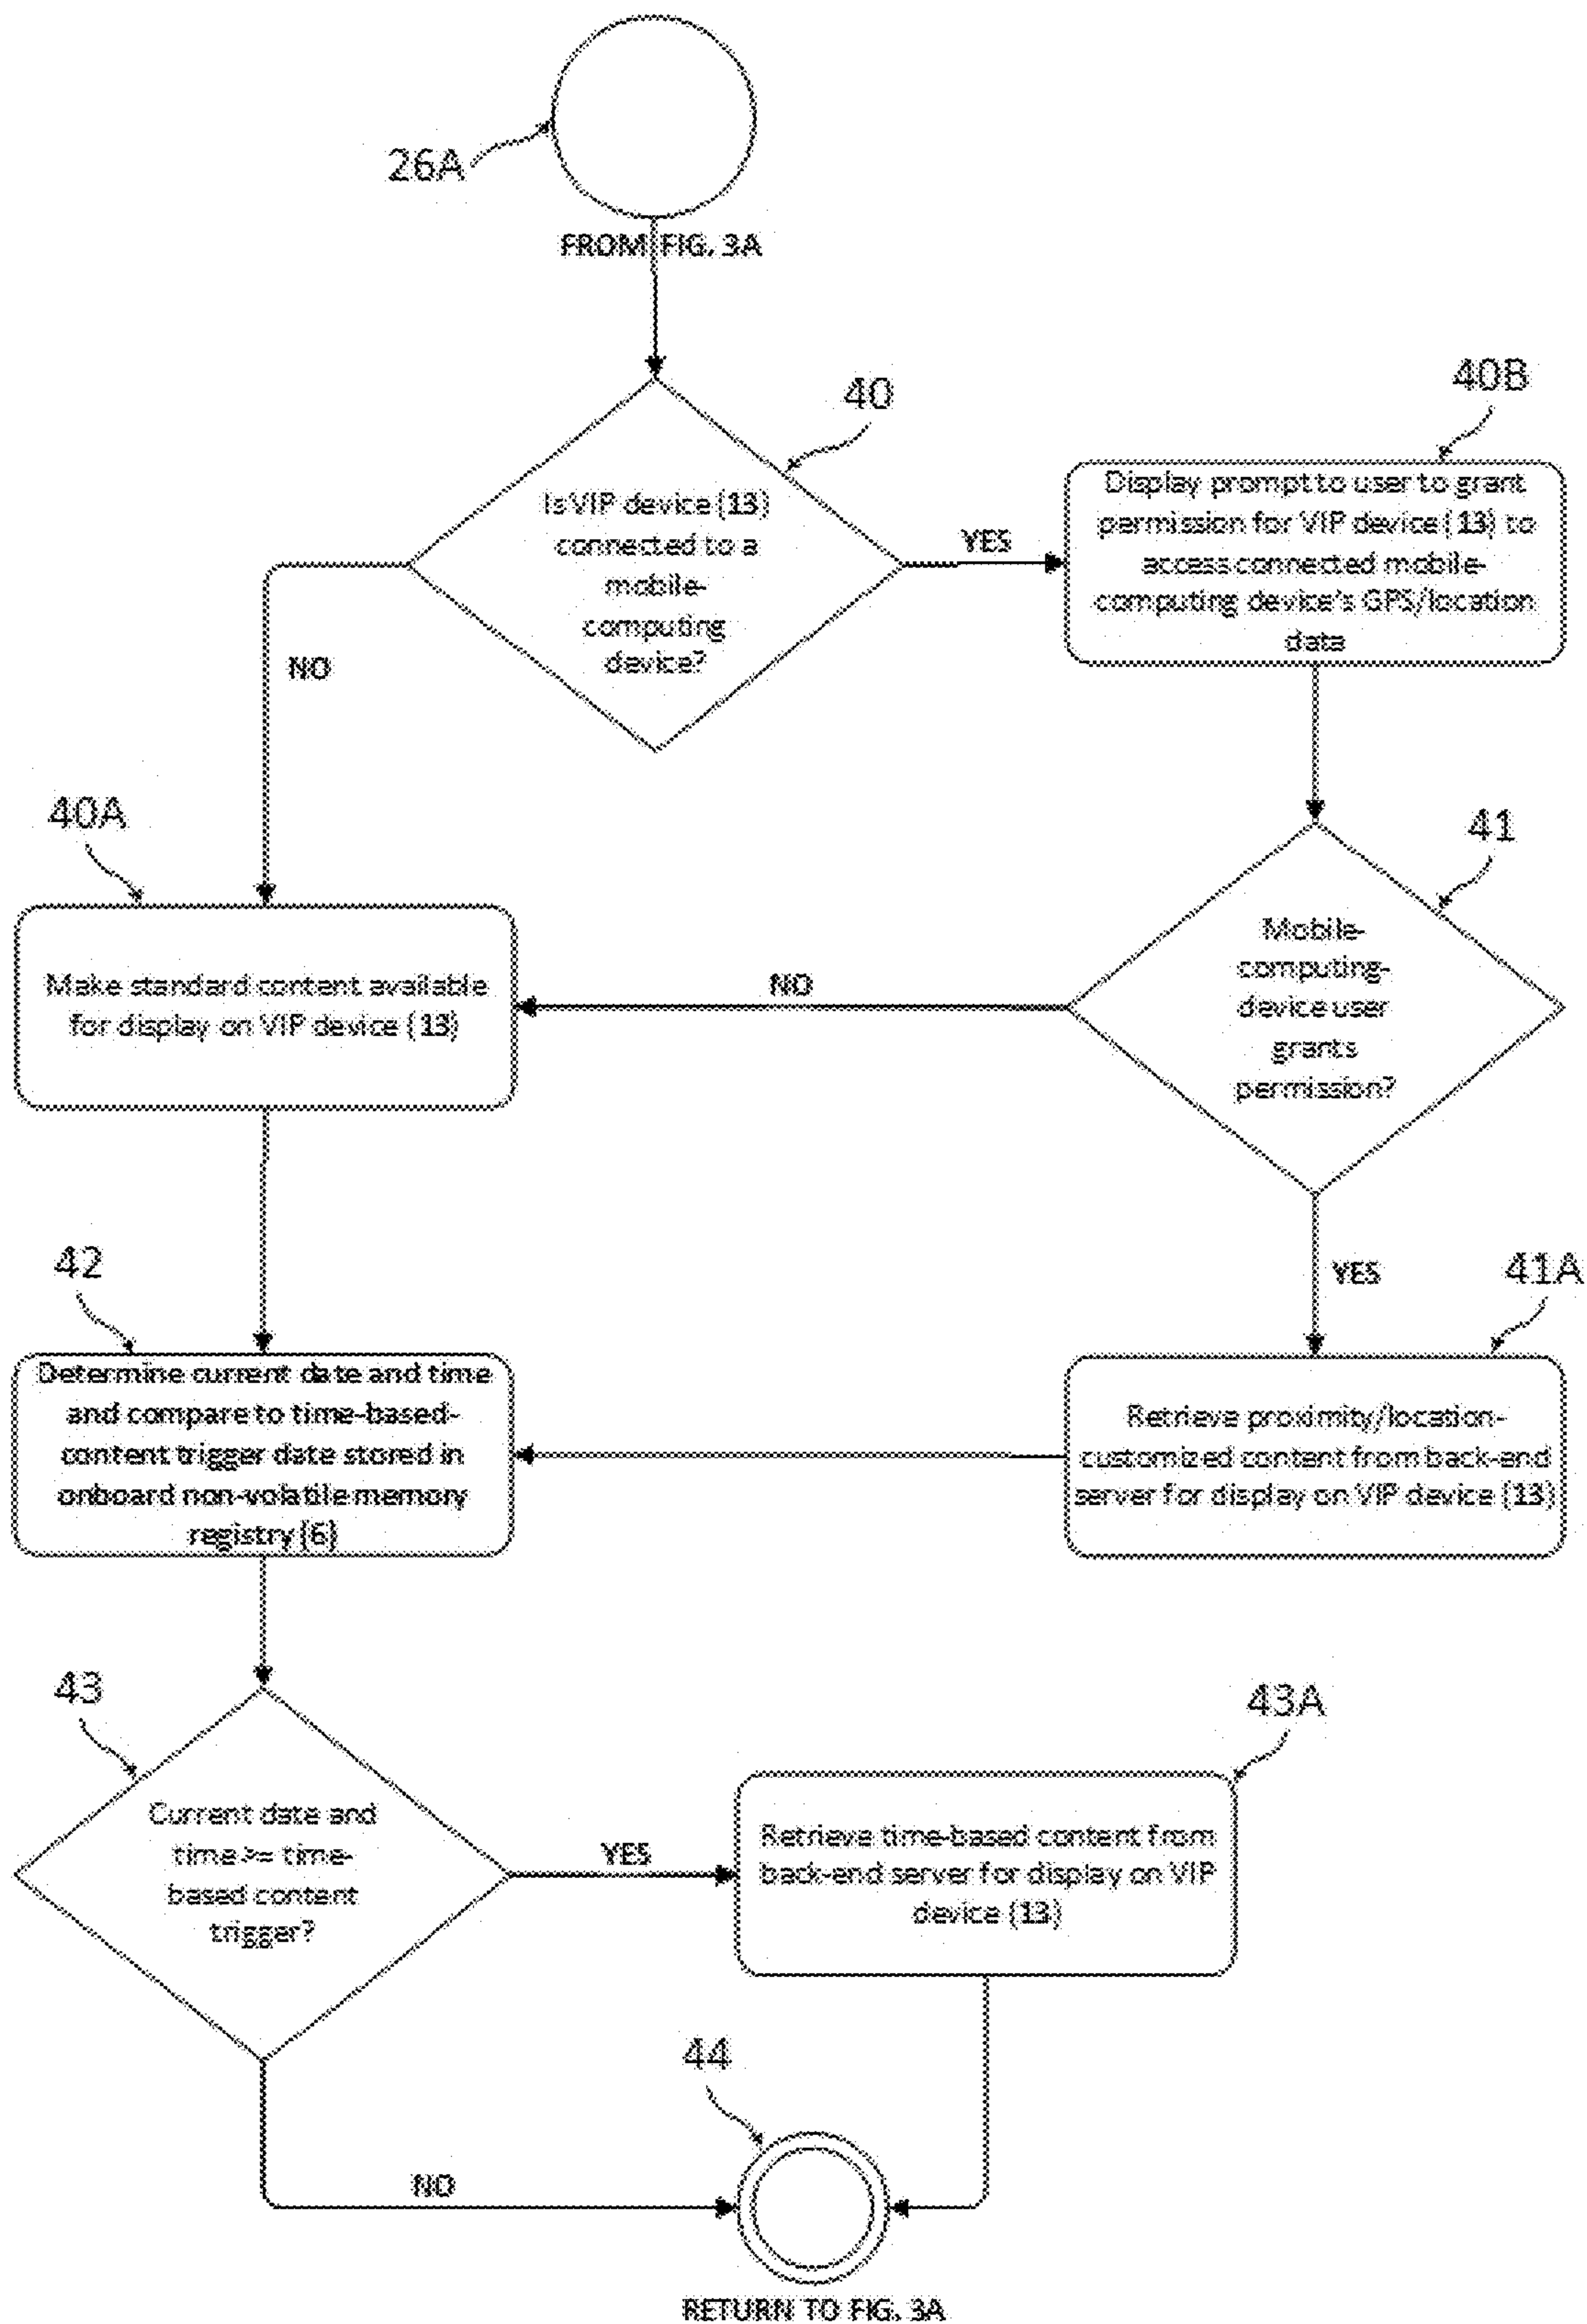 26A
FROM FIG. 3A
40
Is VIP device (13)
connected to a
mobile-
computing
device?
YES
NO
40B
Display prompt to user to grant
permission for VIP device (13) to
access connected mobile-
computing device's GPS/location
data
40A
Make standard content available
for display on VIP device (13)
NO
41
Mobile-
computing-
device user
grants
permission?
YES
42
Determine current date and time
and compare to time-based-
content trigger date stored in
onboard non-volatile memory
registry (6)
41A
Retrieve proximity/location-
customized content from back-end
server for display on VIP device (13)
43
Current date and
time >= time-
based content
trigger?
YES
43A
Retrieve time-based content from
back-end server for display on VIP
device (13)
NO
44
RETURN TO FIG. 3A